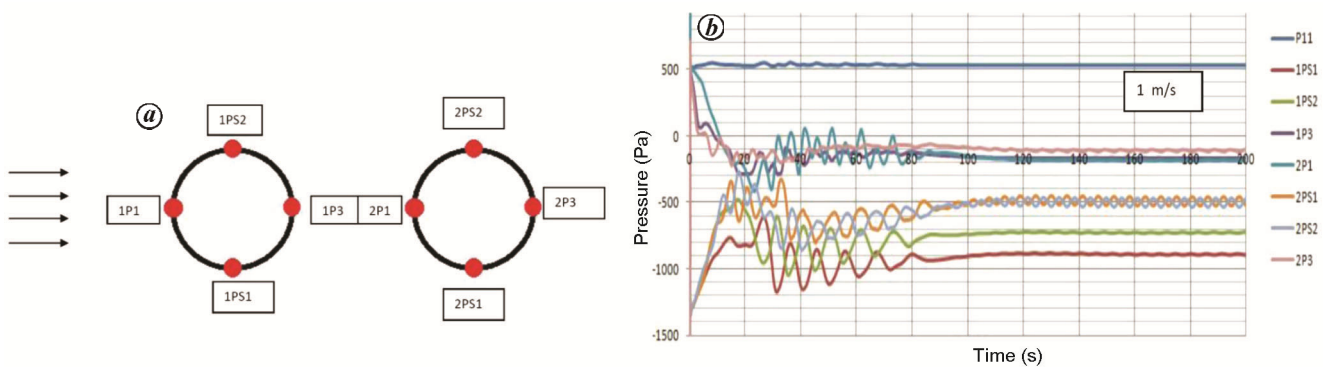 a
1PS2
2PS2
1P1
1P3 2P1
2P3
1PS1
2PS1
b
Pressure (Pa)
500
0
-500
-1000
-1500
0 20 40 60 80 100 120 140 160 180 200
Time (s)
1 m/s
P11
1PS1
1PS2
1P3
2P1
2PS1
2PS2
2P3